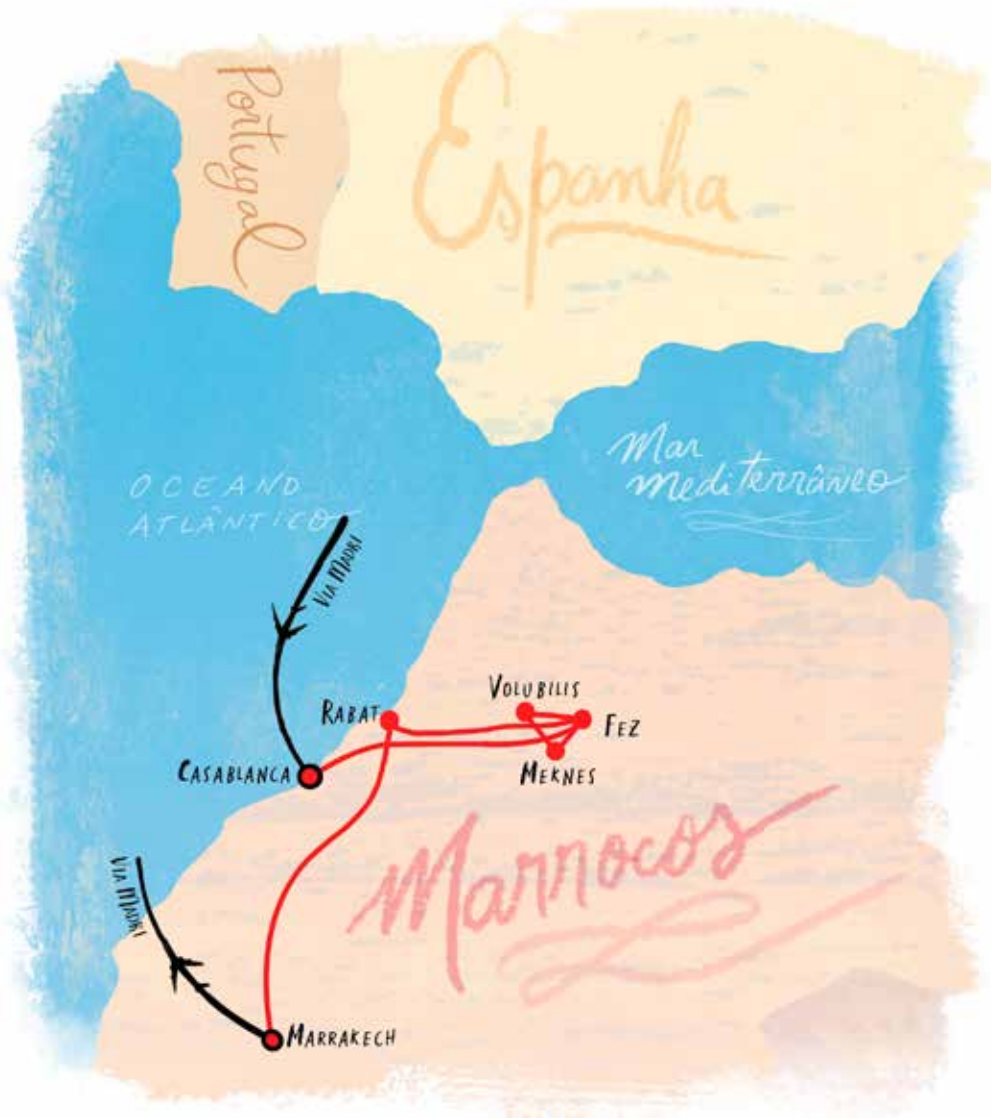 Portugal
Espanha
Mar
Mediterrâneo
OCEANO
ATLÂNTICO
VIA MADRI
VOLUBILIS
RABAT
FEZ
CASABLANCA
MEKNES
Marrocos
VIA MADRI
MARRAKECH